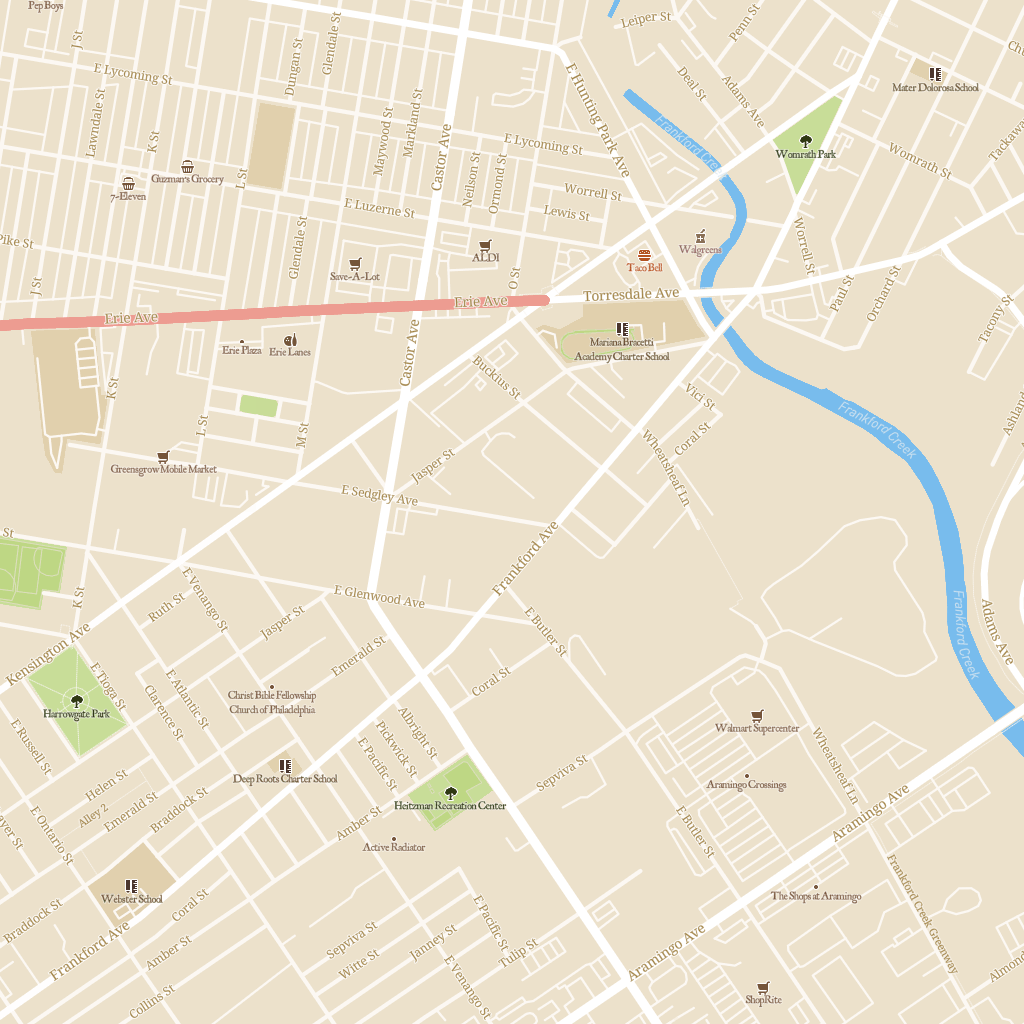 Pep Boys
Leiper St
Penn St
J St
Dungan St
Glendale St
E Lycoming St
Deal St
Adams Ave
Mater Dolorosa School
E Hunting Park Ave
Lawndale St
K St
Maywood St
Markland St
Castor Ave
E Lycoming St
Frankford Creek
Womrath Park
Womrath St
Guzman's Grocery
7-Eleven
L St
Neilson St
Ormond St
Worrell St
E Luzerne St
Lewis St
Pike St
Glendale St
ALDI
Walgreens
Worrell St
Taco Bell
Save-A-Lot
J St
O St
Paul St
Orchard St
Tacony St
Erie Ave
Erie Ave
Torresdale Ave
Erie Plaza
Erie Lanes
Mariana Bracetti
Academy Charter School
Castor Ave
K St
Buckius St
Vici St
L St
M St
Frankford Creek
Coral St
Wheatsheaf Ln
Greensgrow Mobile Market
Jasper St
E Sedgley Ave
Frankford Ave
K St
E Venango St
E Glenwood Ave
Ruth St
Jasper St
E Butler St
Frankford Creek
Adams Ave
Kensington Ave
Emerald St
E Tioga St
E Atlantic St
Clarence St
Coral St
Christ Bible Fellowship
Church of Philadelphia
Harrowgate Park
Albright St
Pickwick St
E Pacific St
Walmart Supercenter
Wheatsheaf Ln
E Russell St
Helen St
Deep Roots Charter School
Sepviva St
Aramingo Crossings
Heitzman Recreation Center
Alley 2
Emerald St
Braddock St
Amber St
E Ontario St
E Butler St
Aramingo Ave
Active Radiator
Webster School
Coral St
The Shops at Aramingo
Frankford Creek Greenway
Braddock St
Frankford Ave
Amber St
Sepviva St
Witte St
Janney St
E Pacific St
Tulip St
E Venango St
Aramingo Ave
Collins St
ShopRite